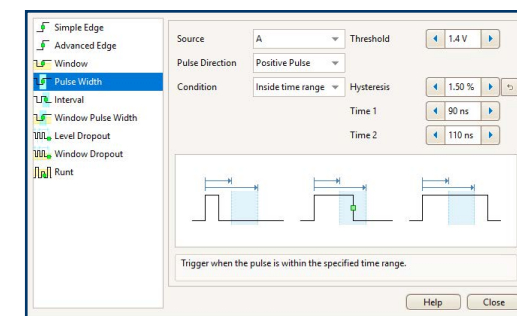 Simple Edge
Advanced Edge
Window
Pulse Width
Interval
Window Pulse Width
Level Dropout
Window Dropout
Runt
Source A Threshold 1.4 V
Pulse Direction Positive Pulse
Condition Inside time range Hysteresis 1.50 %
Time 1 90 ns
Time 2 110 ns
Trigger when the pulse is within the specified time range.
Help Close